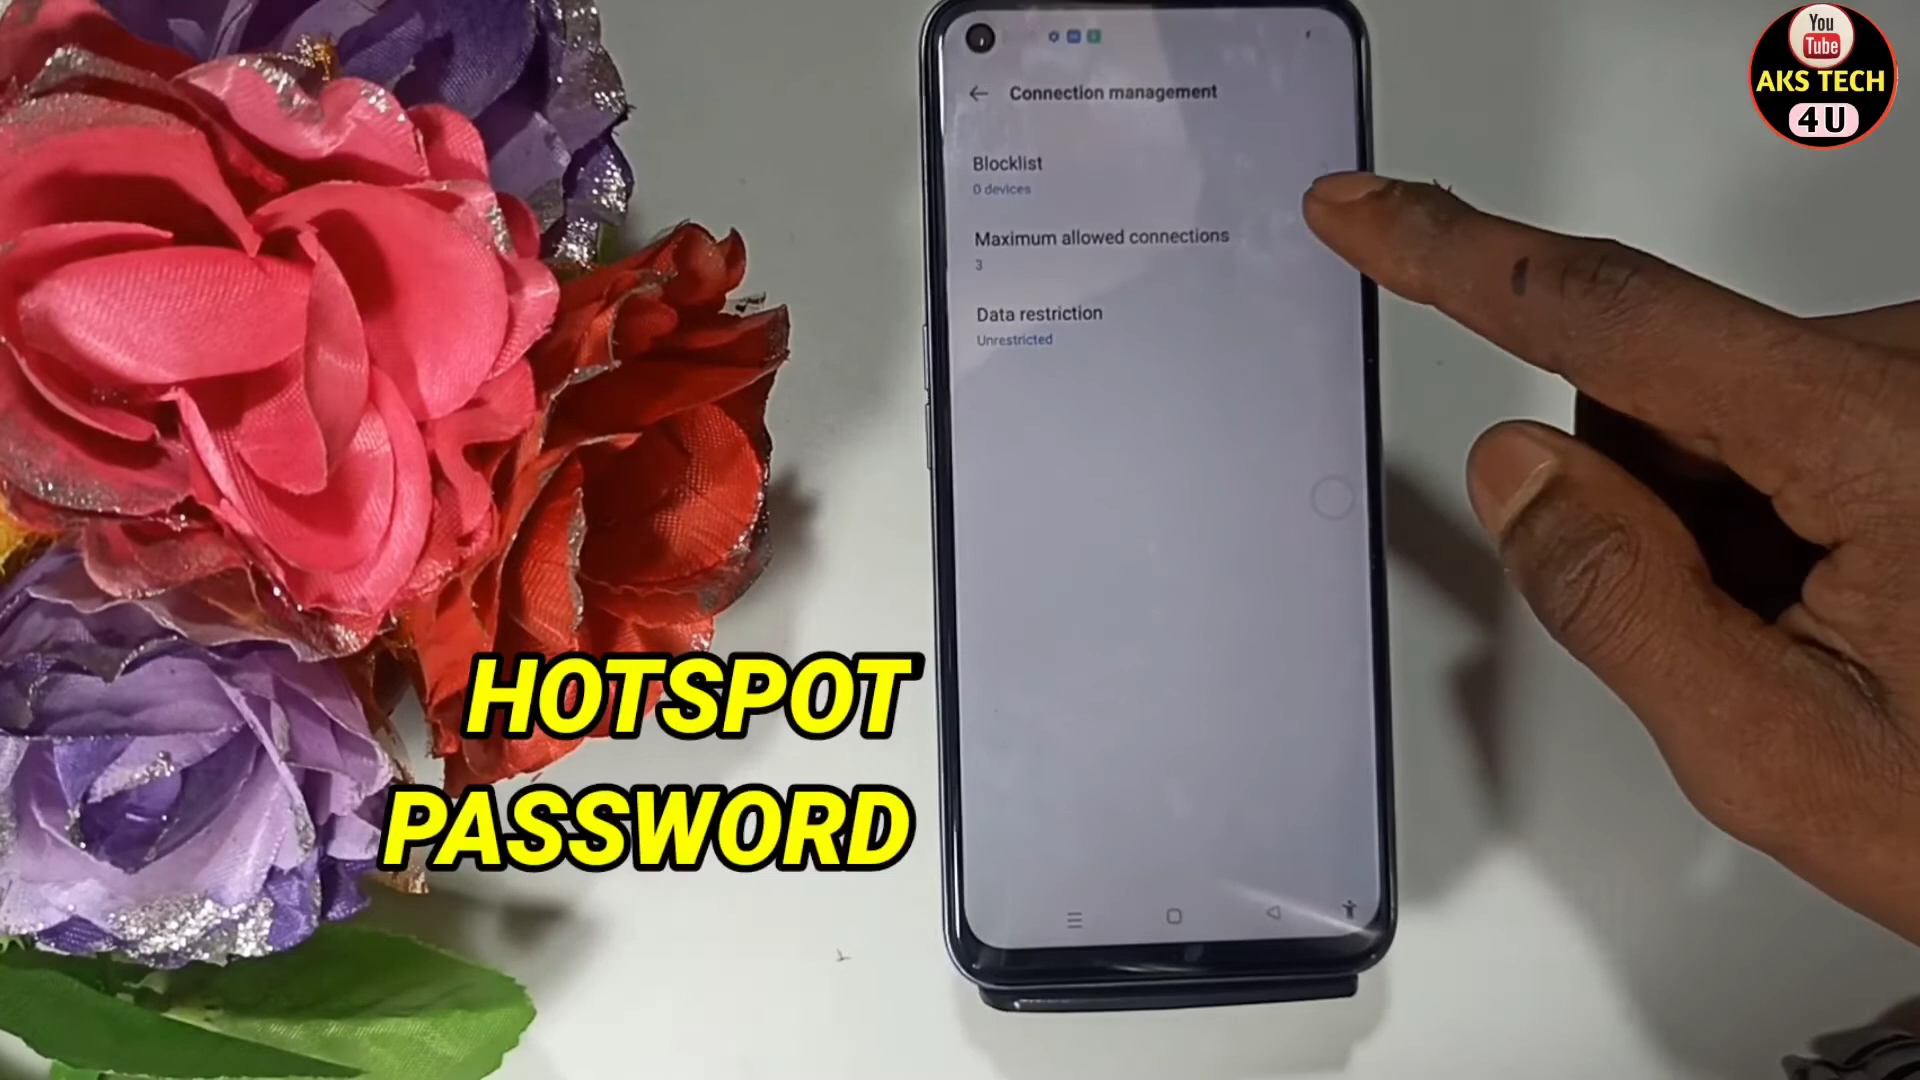 You
Tube
AKS TECH
4U
Connection management
Blocklist
0 devices
Maximum allowed connections
3
Data restriction
Unrestricted
HOTSPOT
PASSWORD